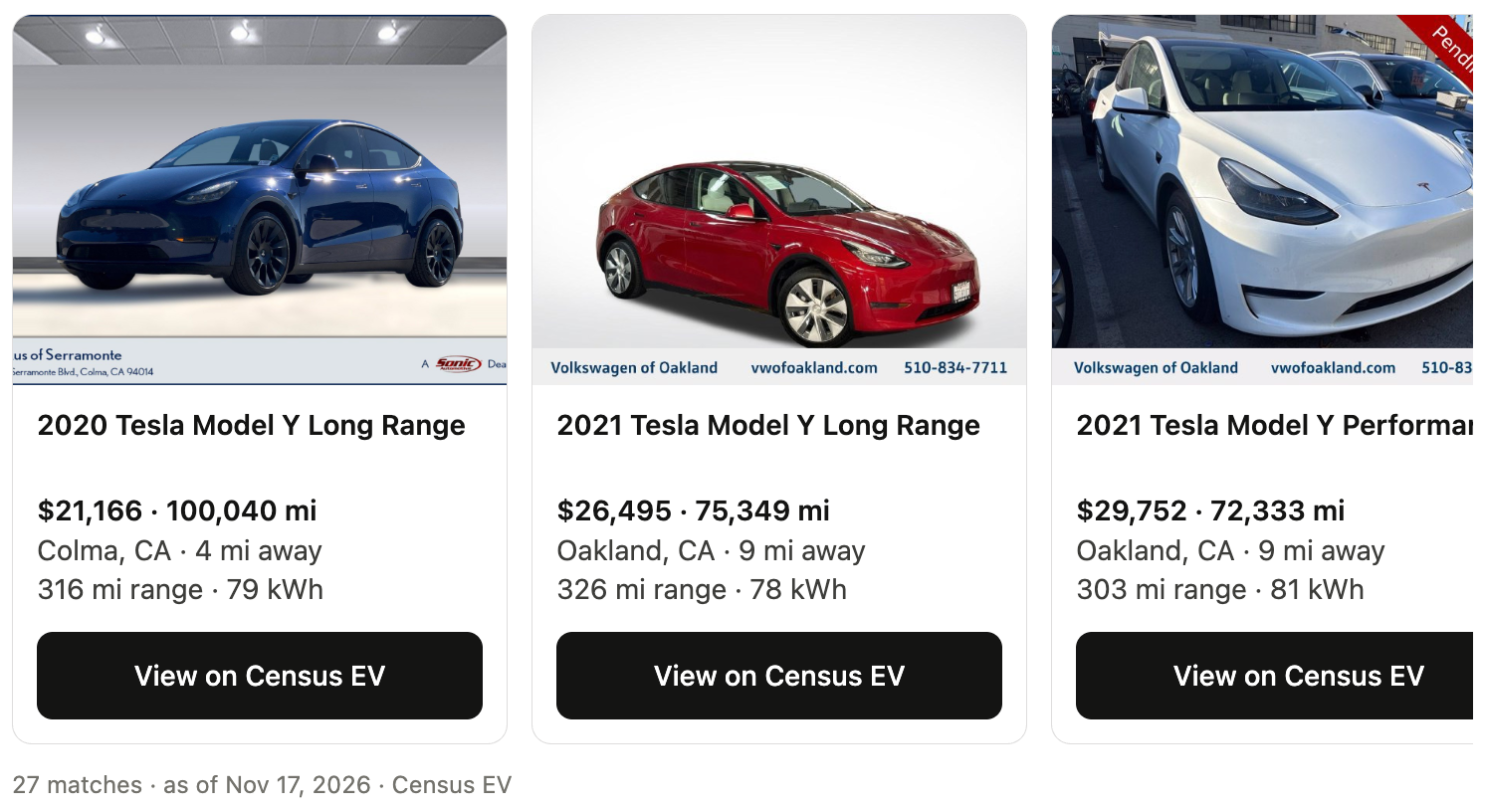 us of Serramonte
Serramonte Blvd., Colma, CA 94014
A Sonic Automotive Dea
Volkswagen of Oakland vwofoakland.com 510-834-7711
Pendin
Volkswagen of Oakland vwofoakland.com 510-83
2020 Tesla Model Y Long Range
$21,166 · 100,040 mi
Colma, CA · 4 mi away
316 mi range · 79 kWh
View on Census EV
2021 Tesla Model Y Long Range
$26,495 · 75,349 mi
Oakland, CA · 9 mi away
326 mi range · 78 kWh
View on Census EV
2021 Tesla Model Y Performan
$29,752 · 72,333 mi
Oakland, CA · 9 mi away
303 mi range · 81 kWh
View on Census EV
27 matches · as of Nov 17, 2026 · Census EV